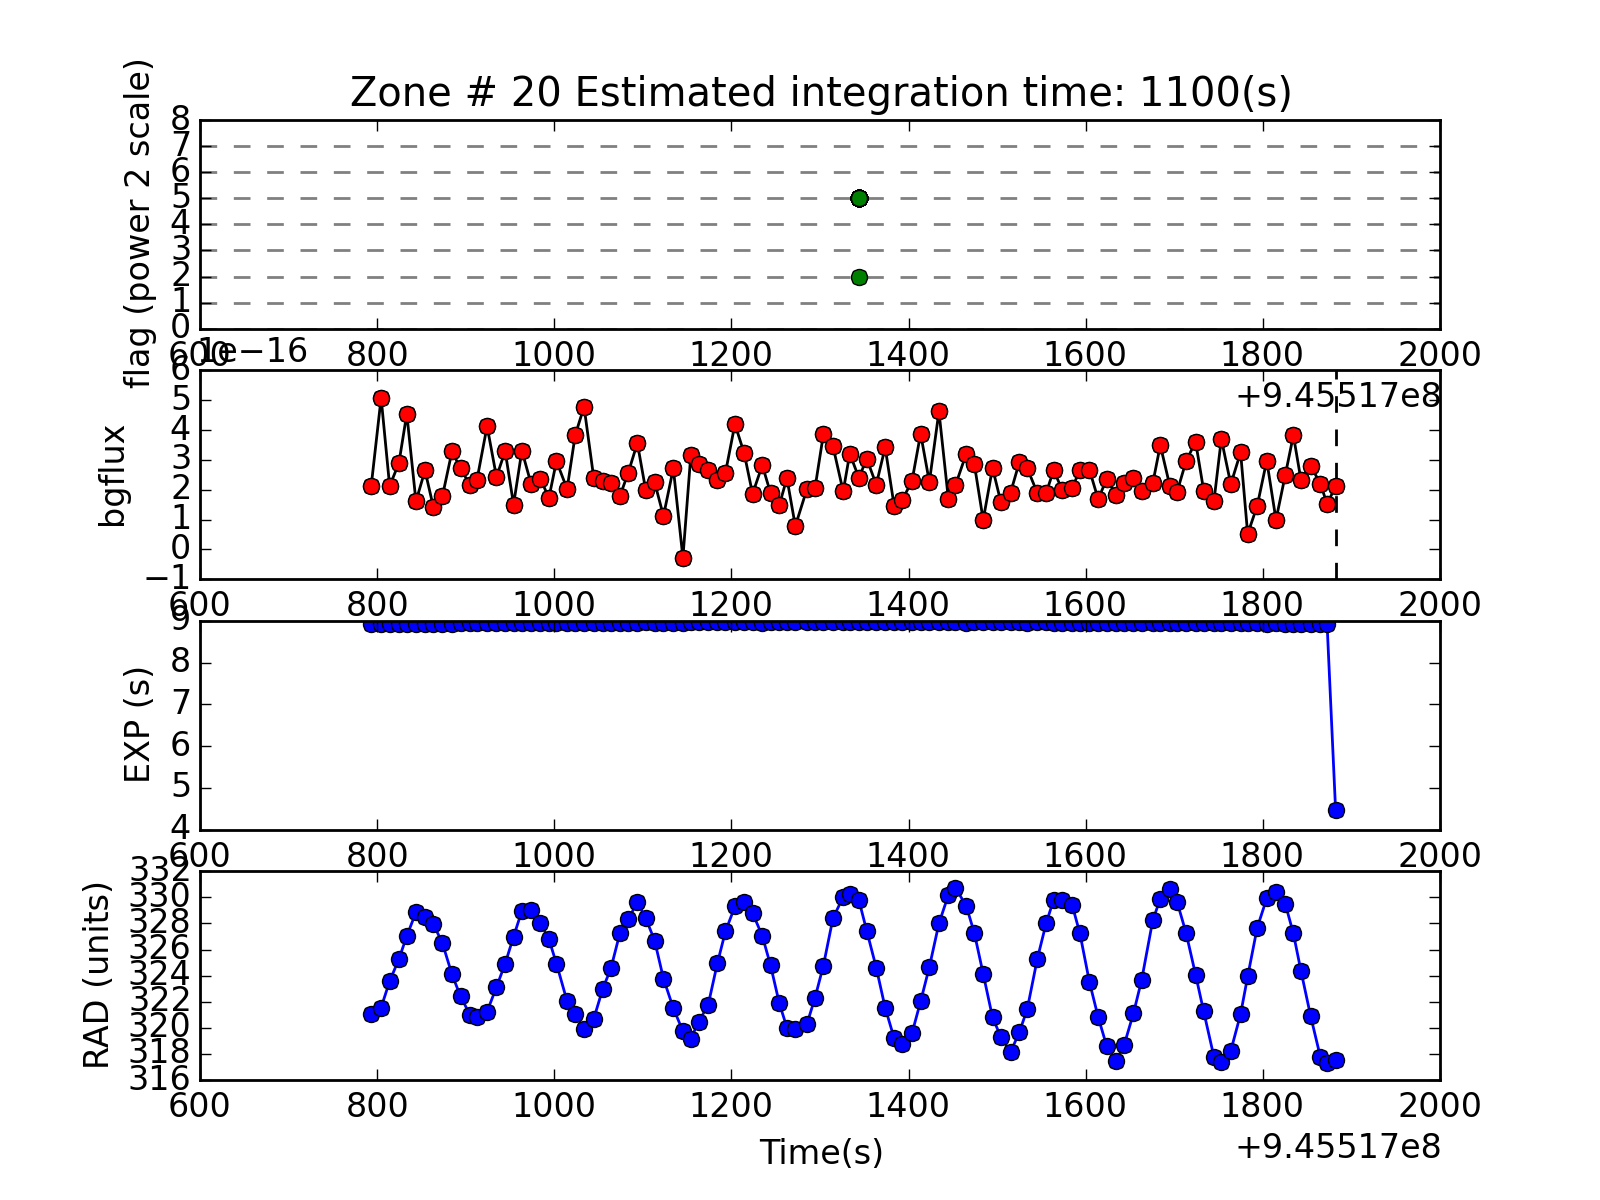 Zone # 20 Estimated integration time: 1100(s)
flag (power 2 scale)
8
7
6
5
4
3
2
1
0
600 800 1000 1200 1400 1600 1800 2000
1e−16
+9.45517e8
bgflux
6
5
4
3
2
1
0
−1
600 800 1000 1200 1400 1600 1800 2000
EXP (s)
9
8
7
6
5
4
600 800 1000 1200 1400 1600 1800 2000
RAD (units)
332
330
328
326
324
322
320
318
316
600 800 1000 1200 1400 1600 1800 2000
Time(s)
+9.45517e8